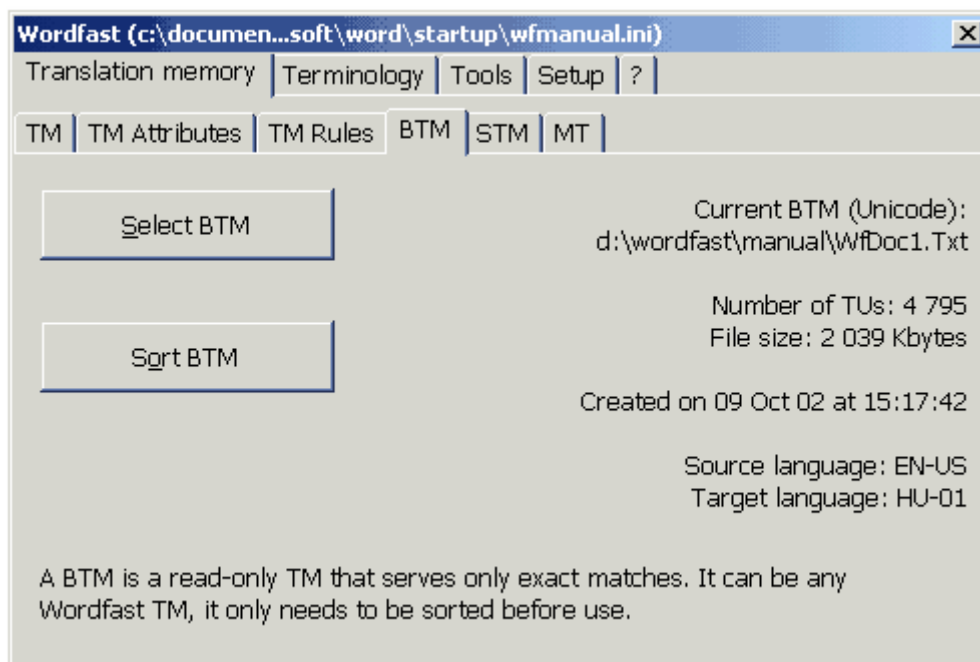 Wordfast (c:\documen...soft\word\startup\wfmanual.ini)
Translation memory Terminology Tools Setup ?
TM TM Attributes TM Rules BTM STM MT
Select BTM
Current BTM (Unicode):
d:\wordfast\manual\WfDoc1.Txt
Number of TUs: 4 795
File size: 2 039 Kbytes
Sort BTM
Created on 09 Oct 02 at 15:17:42
Source language: EN-US
Target language: HU-01
A BTM is a read-only TM that serves only exact matches. It can be any
Wordfast TM, it only needs to be sorted before use.